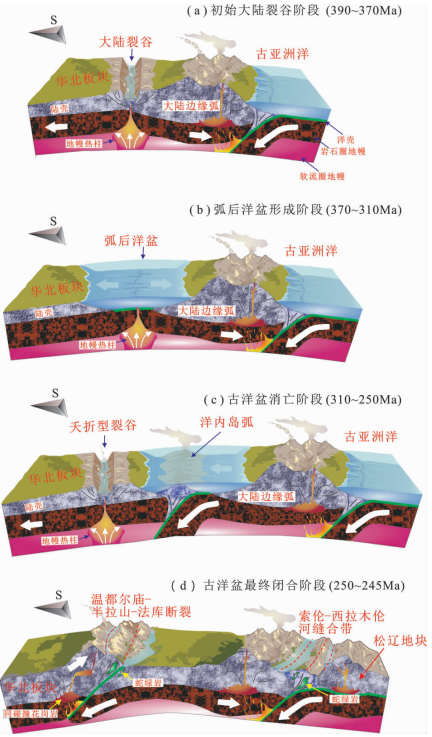 (a)初始大陆裂谷阶段 (390~370Ma)
S
大陆裂谷
古亚洲洋
华北板块
陆壳
大陆边缘弧
洋壳
岩石圈地幔
地幔热柱
软流圈地幔
(b)弧后洋盆形成阶段 (370~310Ma)
S
弧后洋盆
古亚洲洋
华北板块
陆壳
大陆边缘弧
地幔热柱
(c)古洋盆消亡阶段 (310~250Ma)
S
夭折型裂谷
洋内岛弧
古亚洲洋
华北板块
陆壳
大陆边缘弧
地幔热柱
(d) 古洋盆最终闭合阶段 (250~245Ma)
S
温都尔庙-
半拉山-法库断裂
索伦-西拉木伦
河缝合带
松辽地块
华北板块
蛇绿岩
蛇绿岩
同碰撞花岗岩